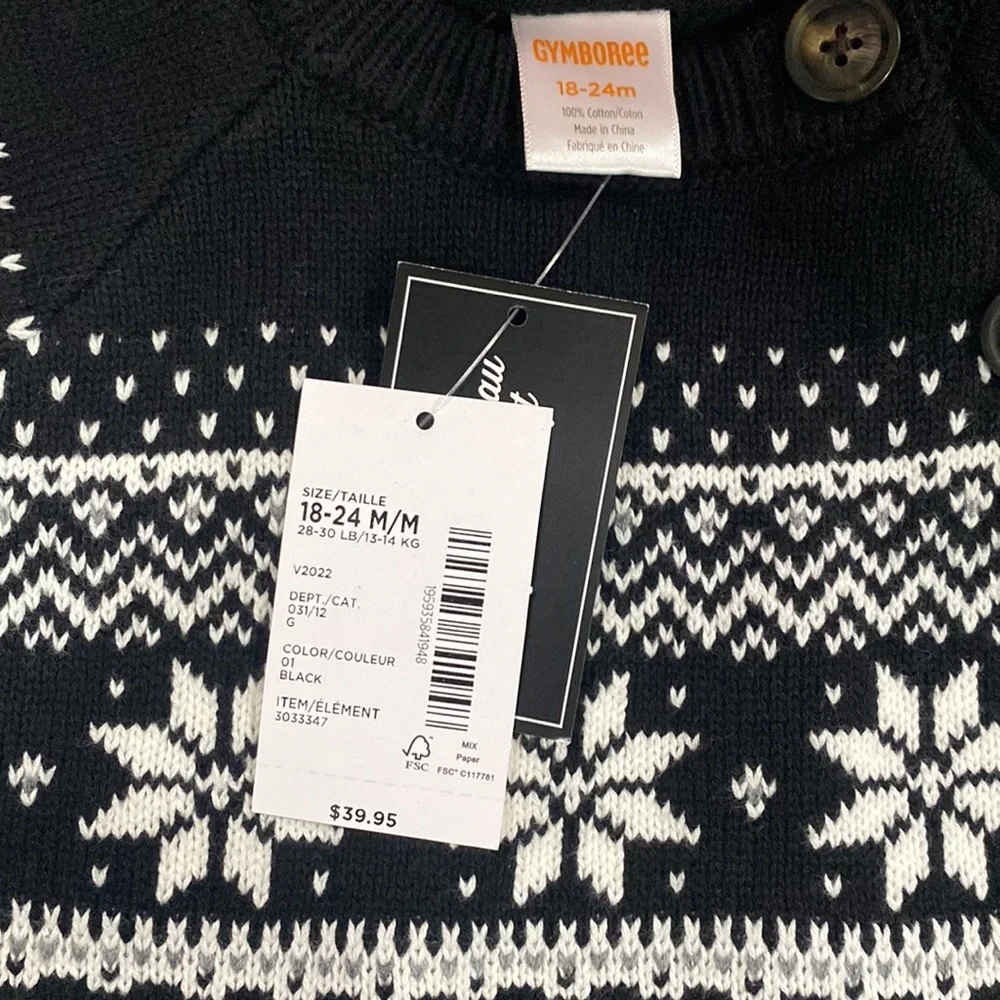 GYMBOREE
18-24m
100% Cotton/Coton
Made in China
Fabriqué en Chine
SIZE/TAILLE
18-24 M/M
28-30 LB/13-14 KG
V2022
DEPT./CAT.
031/12
G
COLOR/COULEUR
01
BLACK
ITEM/ÉLÉMENT
3033347
195935841948
FSC
MIX
Paper
FSC® C117781
$39.95